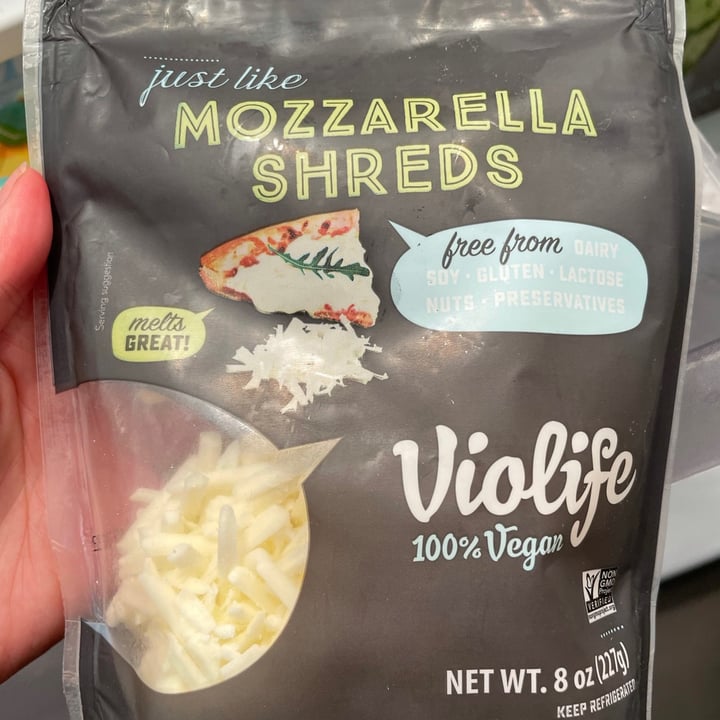 just like
MOZZARELLA
SHREDS
free from DAIRY
SOY · GLUTEN · LACTOSE
NUTS · PRESERVATIVES
Serving suggestion
melts
GREAT!
Violife
100% Vegan
NON
GMO
Project
VERIFIED
NET WT. 8 oz (227g)
KEEP REFRIGERATED